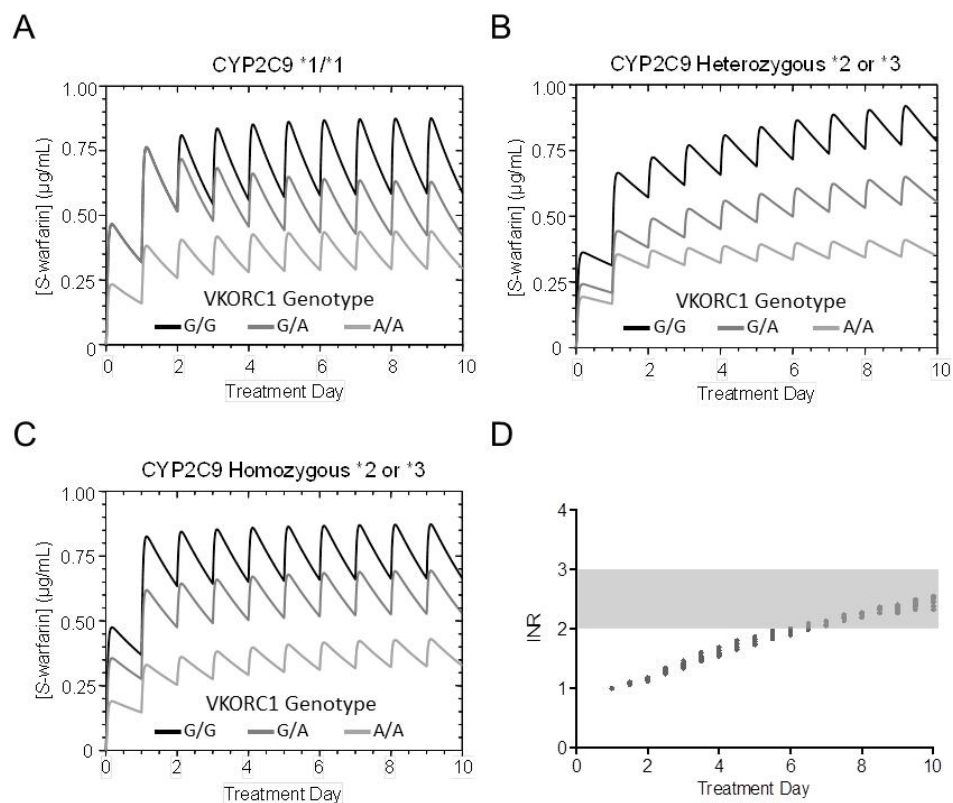 A
CYP2C9 *1/*1
1.00
0.75
0.50
0.25
0
[S-warfarin] (µg/mL)
VKORC1 Genotype
G/G G/A A/A
0 2 4 6 8 10
Treatment Day
B
CYP2C9 Heterozygous *2 or *3
1.00
0.75
0.50
0.25
0
[S-warfarin] (µg/mL)
VKORC1 Genotype
G/G G/A A/A
0 2 4 6 8 10
Treatment Day
C
CYP2C9 Homozygous *2 or *3
1.00
0.75
0.50
0.25
0
[S-warfarin] (µg/mL)
VKORC1 Genotype
G/G G/A A/A
0 2 4 6 8 10
Treatment Day
D
4
3
2
1
0
INR
0 2 4 6 8 10
Treatment Day